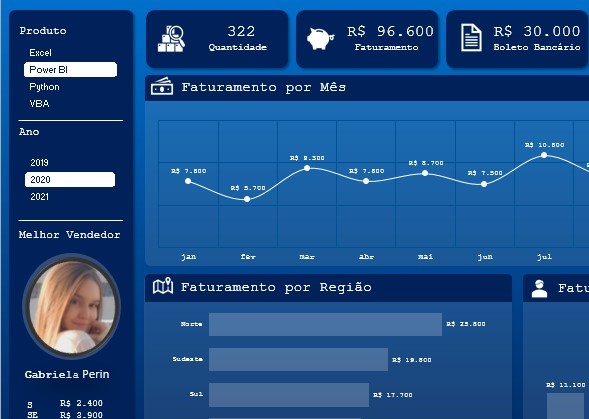 Produto
Excel
Power BI
Python
VBA
Ano
2019
2020
2021
Melhor Vendedor
Gabriela Perin
S R$ 2.400
SE R$ 3.900
322
Quantidade
R$ 96.600
Faturamento
R$ 30.000
Boleto Bancário
Faturamento por Mês
R$ 7.800
R$ 5.700
R$ 9.300
R$ 7.800
R$ 8.700
R$ 7.500
R$ 10.800
jan
fev
mar
abr
mai
jun
jul
Faturamento por Região
Norte
R$ 25.800
Sudeste
R$ 19.800
Sul
R$ 17.700
Fatu
R$ 11.100